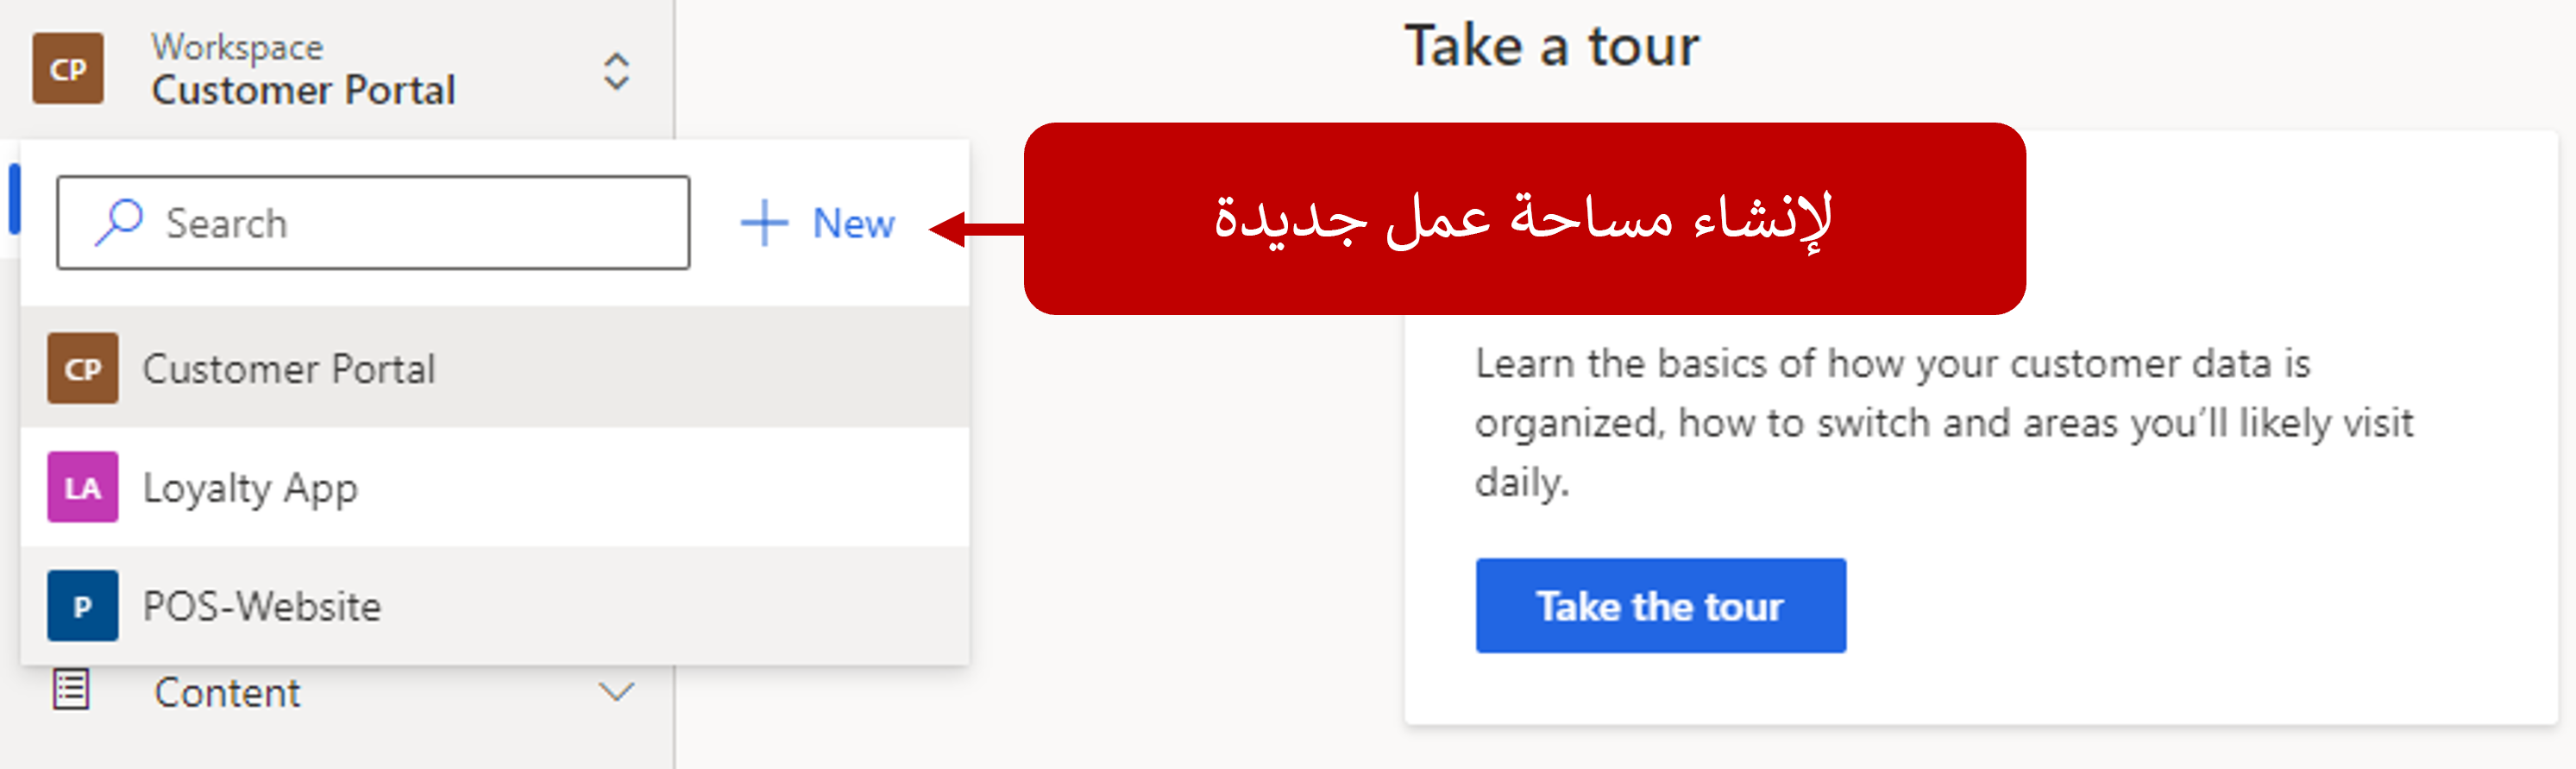 CP
Workspace
Customer Portal
Search
New
CP
Customer Portal
LA
Loyalty App
P
POS-Website
Content
Take a tour
لإنشاء مساحة عمل جديدة
Learn the basics of how your customer data is
organized, how to switch and areas you’ll likely visit
daily.
Take the tour